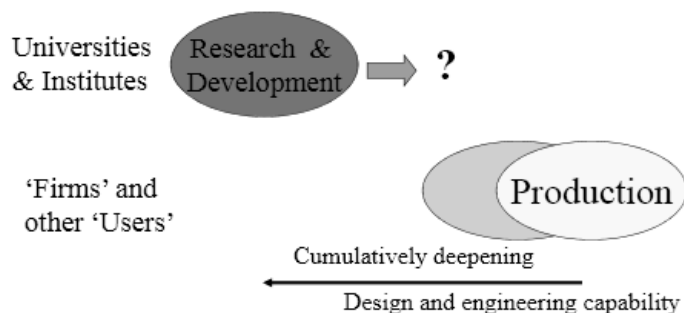 Universities
& Institutes
Research &
Development
?
'Firms' and
other 'Users'
Production
Cumulatively deepening
Design and engineering capability